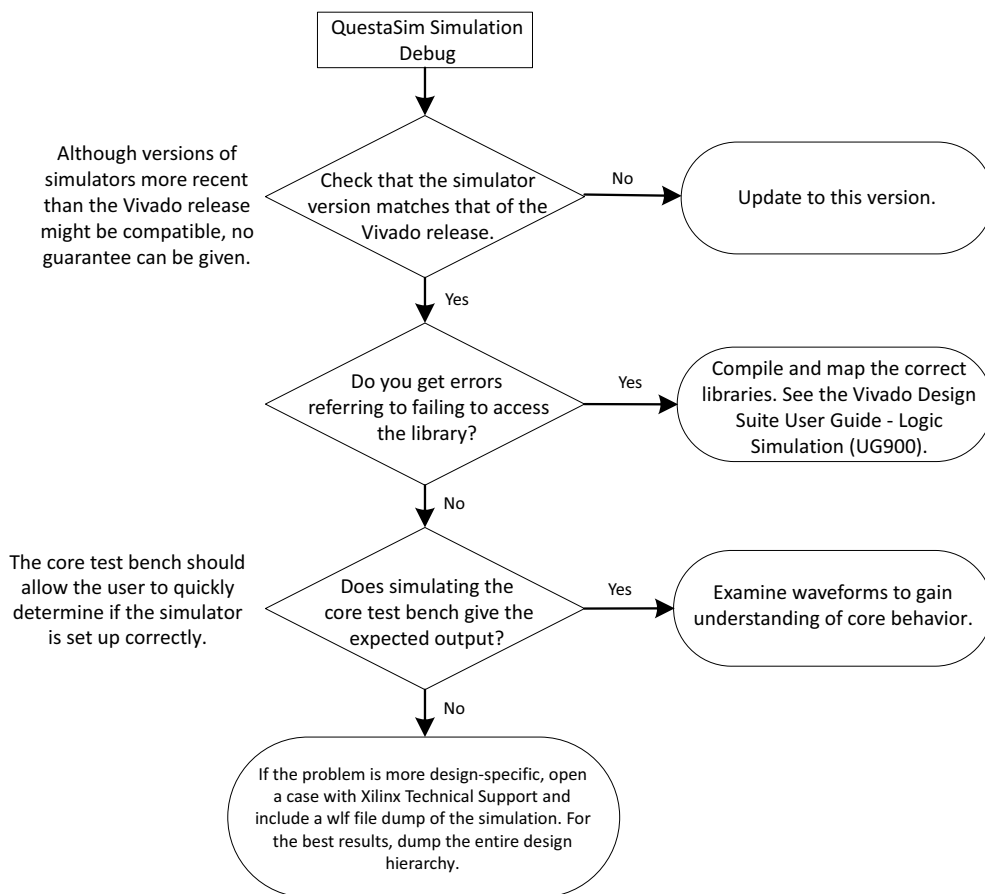 QuestaSim Simulation
Debug
Although versions of
simulators more recent
than the Vivado release
might be compatible, no
guarantee can be given.
Check that the simulator
version matches that of the
Vivado release.
No
Update to this version.
Yes
Do you get errors
referring to failing to access
the library?
Yes
Compile and map the correct
libraries. See the Vivado Design
Suite User Guide - Logic
Simulation (UG900).
No
The core test bench should
allow the user to quickly
determine if the simulator
is set up correctly.
Does simulating the
core test bench give the
expected output?
Yes
Examine waveforms to gain
understanding of core behavior.
No
If the problem is more design-specific, open
a case with Xilinx Technical Support and
include a wlf file dump of the simulation. For
the best results, dump the entire design
hierarchy.